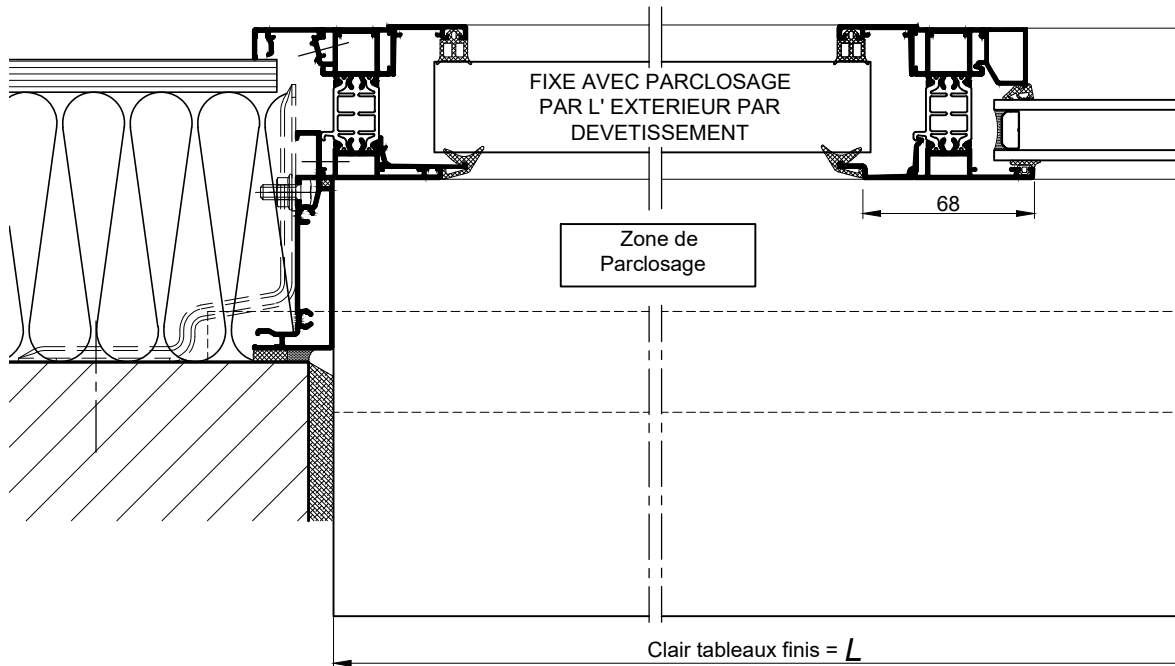 FIXE AVEC PARCLOSAGE
PAR L' EXTERIEUR PAR
DEVETISSEMENT
68
Zone de
Parclosage
Clair tableaux finis = L